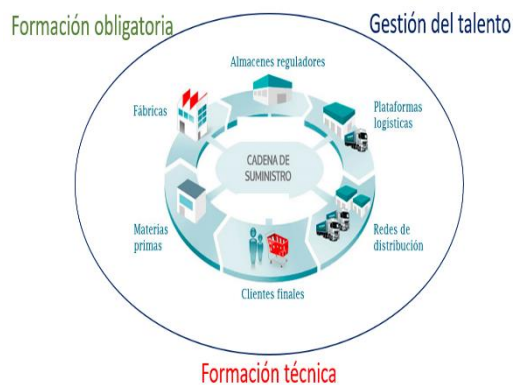 Formación obligatoria
Gestión del talento
Almacenes reguladores
Fábricas
Plataformas
logísticas
CADENA DE
SUMINISTRO
Materias
primas
Redes de
distribución
Clientes finales
Formación técnica